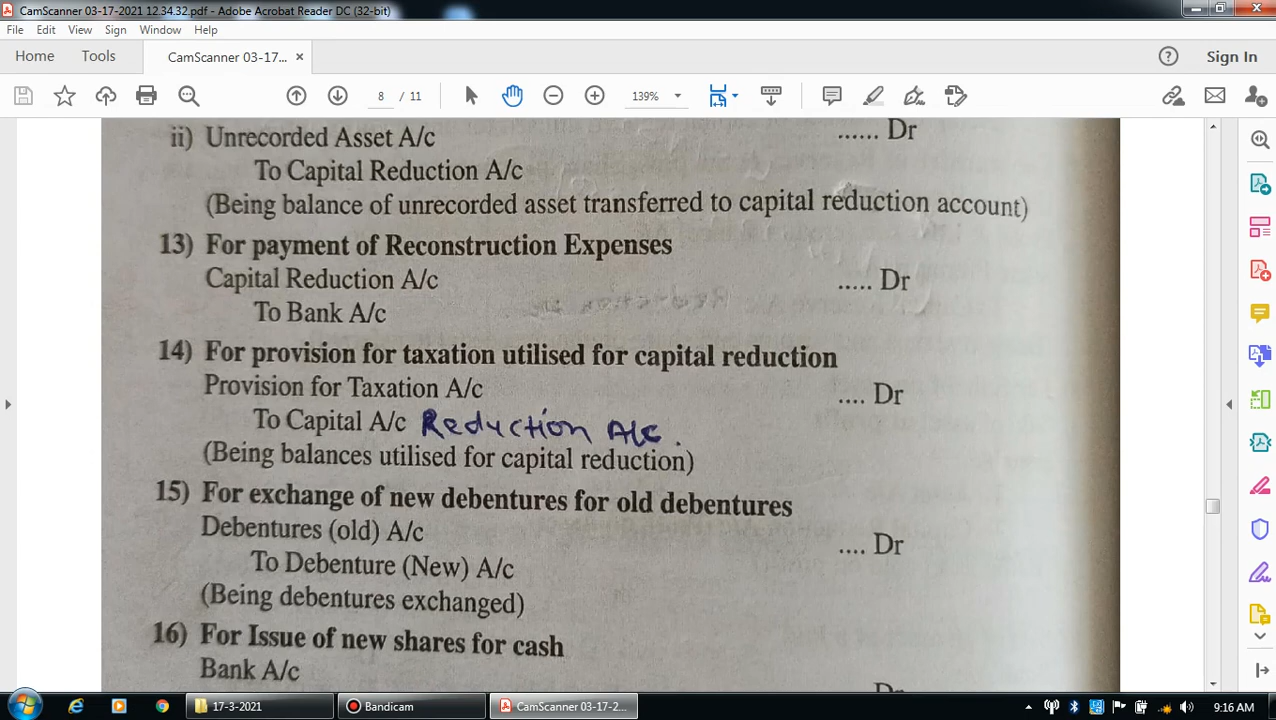 CamScanner 03-17-2021 12.34.32.pdf - Adobe Acrobat Reader DC (32-bit)
File Edit View Sign Window Help
Home Tools CamScanner 03-17... × ? Sign In
8 / 11 139%
ii) Unrecorded Asset A/c ...... Dr
To Capital Reduction A/c
(Being balance of unrecorded asset transferred to capital reduction account)
13) For payment of Reconstruction Expenses
Capital Reduction A/c ..... Dr
To Bank A/c
14) For provision for taxation utilised for capital reduction
Provision for Taxation A/c .... Dr
To Capital A/c Reduction A/c.
(Being balances utilised for capital reduction)
15) For exchange of new debentures for old debentures
Debentures (old) A/c .... Dr
To Debenture (New) A/c
(Being debentures exchanged)
16) For Issue of new shares for cash
Bank A/c Dr
17-3-2021 Bandicam CamScanner 03-17-2... 9:16 AM